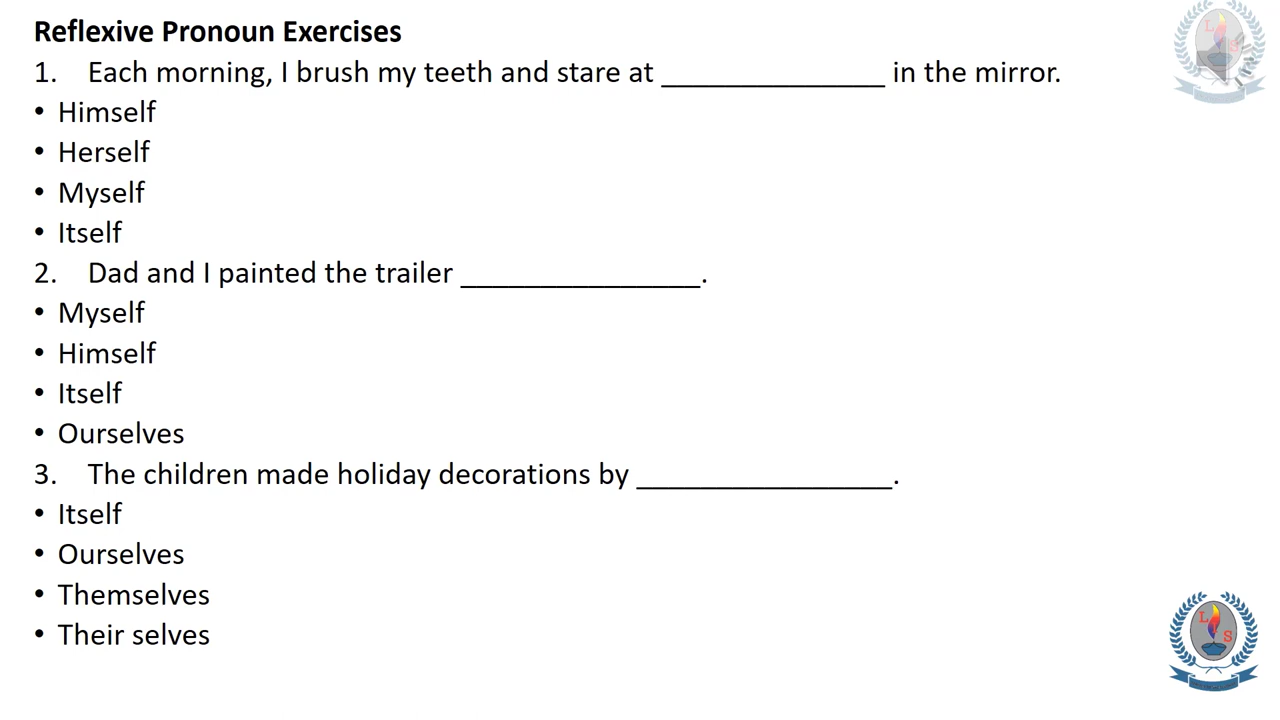 Reflexive Pronoun Exercises
1. Each morning, I brush my teeth and stare at ______________ in the mirror.
• Himself
• Herself
• Myself
• Itself
2. Dad and I painted the trailer _______________.
• Myself
• Himself
• Itself
• Ourselves
3. The children made holiday decorations by ________________.
• Itself
• Ourselves
• Themselves
• Their selves
L S
L S